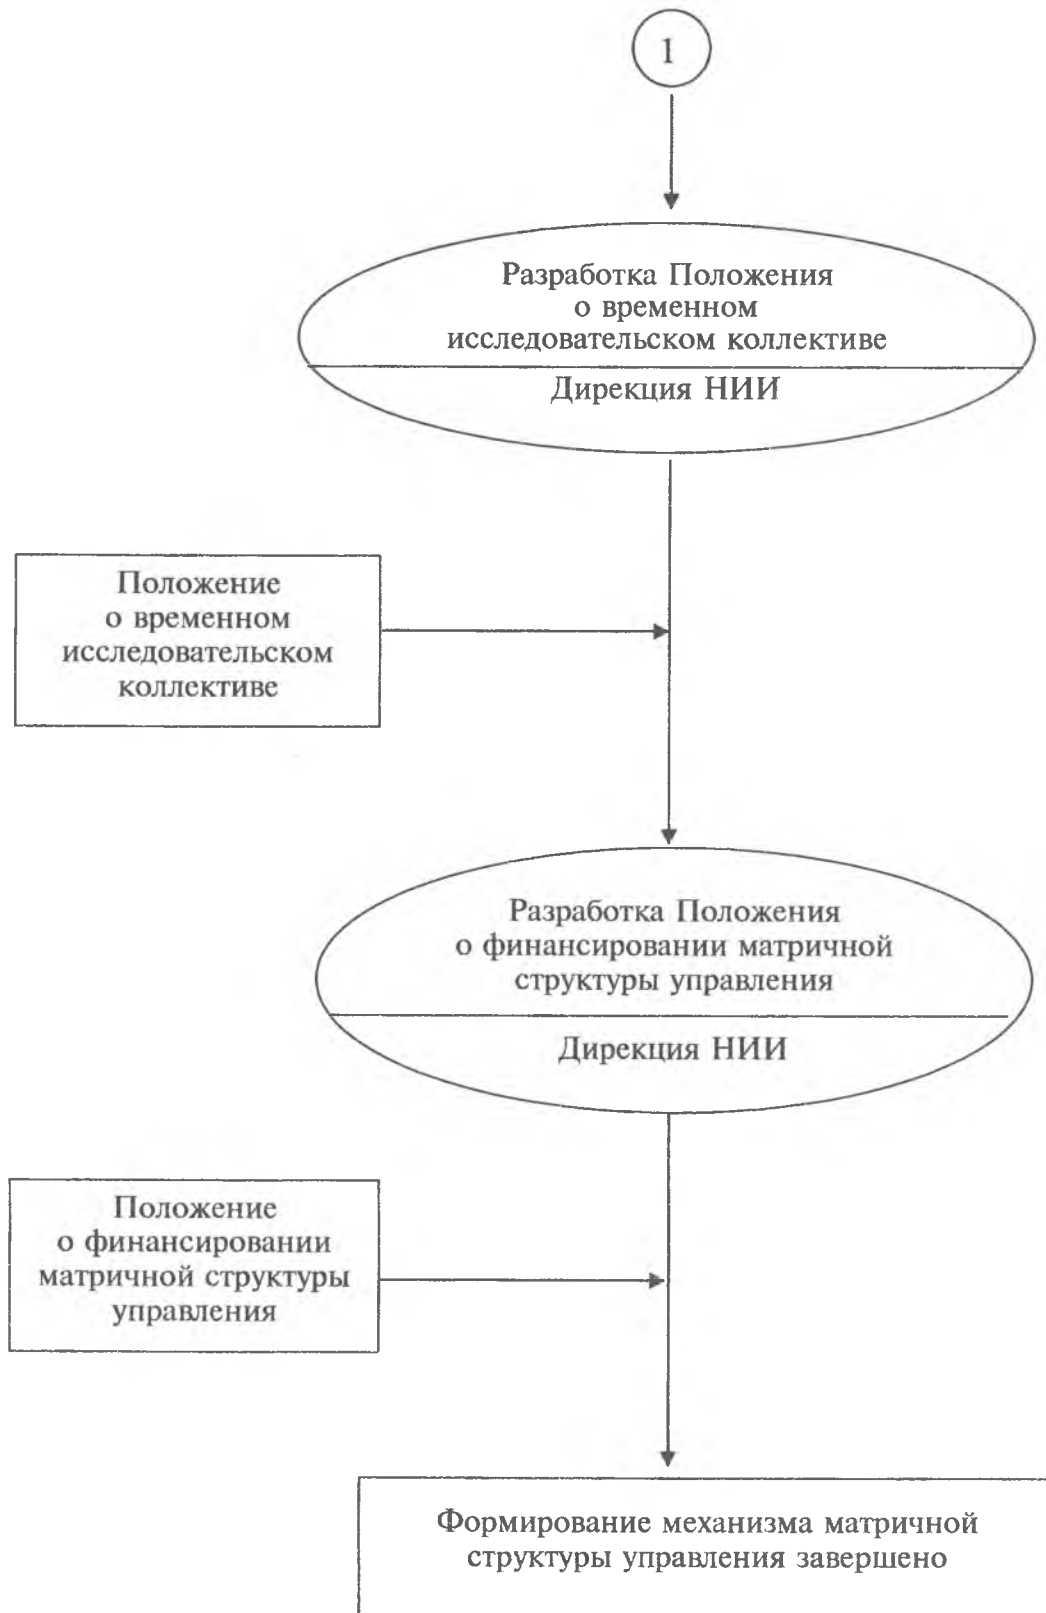 1
Разработка Положения
о временном
исследовательском коллективе
Дирекция НИИ
Положение
о временном
исследовательском
коллективе
Разработка Положения
о финансировании матричной
структуры управления
Дирекция НИИ
Положение
о финансировании
матричной структуры
управления
Формирование механизма матричной
структуры управления завершено